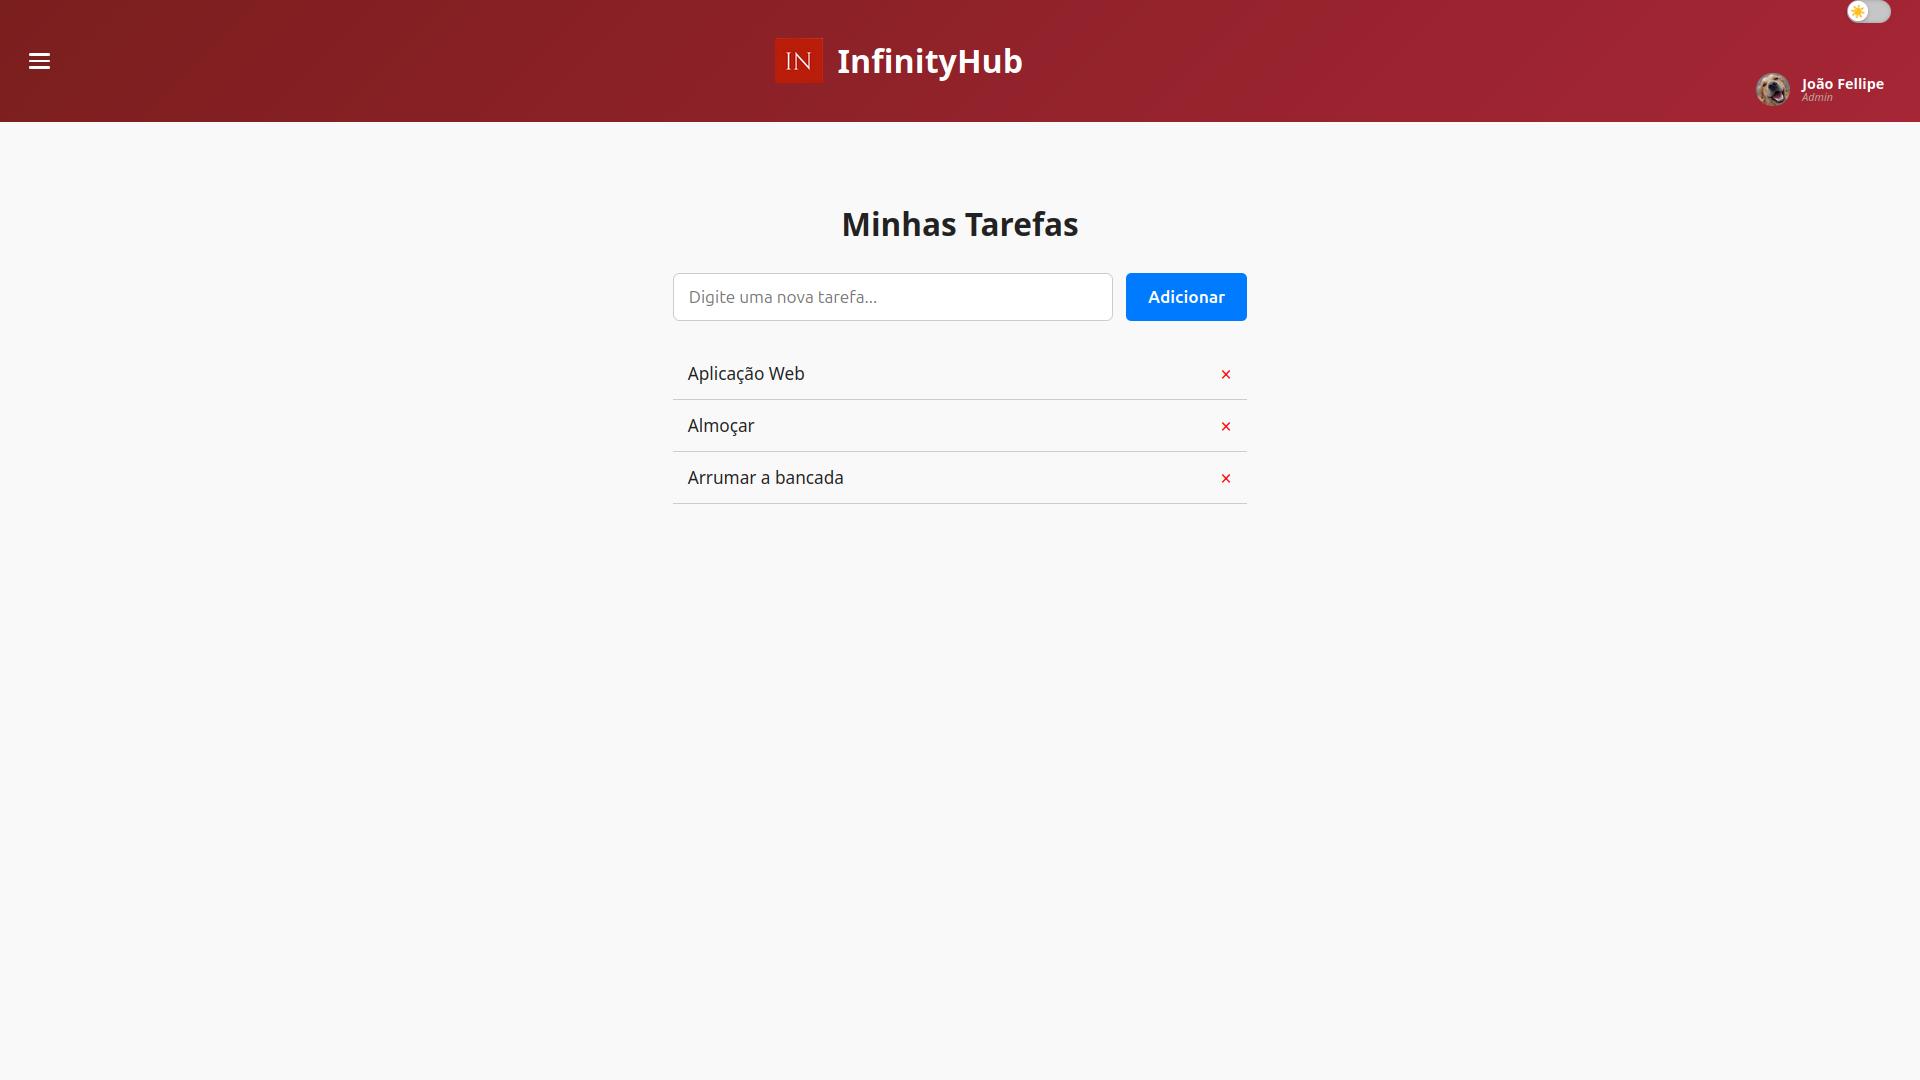 IN InfinityHub
João Fellipe
Admin
Minhas Tarefas
Digite uma nova tarefa...
Adicionar
Aplicação Web ×
Almoçar ×
Arrumar a bancada ×